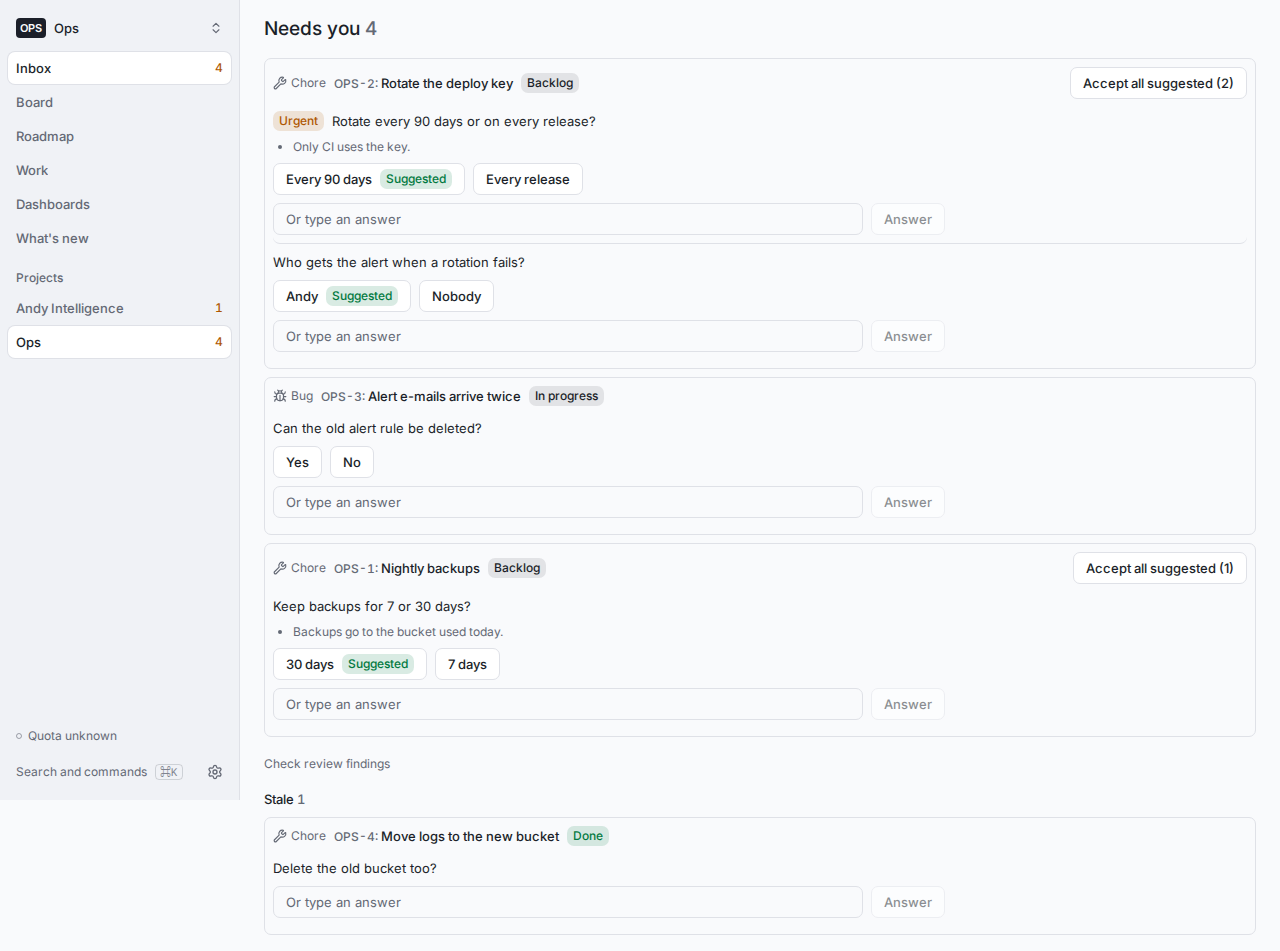 OPS Ops
Inbox 4
Board
Roadmap
Work
Dashboards
What's new
Projects
Andy Intelligence 1
Ops 4
Quota unknown
Search and commands ⌘K
Needs you 4
Chore OPS-2: Rotate the deploy key Backlog Accept all suggested (2)
Urgent Rotate every 90 days or on every release?
• Only CI uses the key.
Every 90 days Suggested Every release
Or type an answer Answer
Who gets the alert when a rotation fails?
Andy Suggested Nobody
Or type an answer Answer
Bug OPS-3: Alert e-mails arrive twice In progress
Can the old alert rule be deleted?
Yes No
Or type an answer Answer
Chore OPS-1: Nightly backups Backlog Accept all suggested (1)
Keep backups for 7 or 30 days?
• Backups go to the bucket used today.
30 days Suggested 7 days
Or type an answer Answer
Check review findings
Stale 1
Chore OPS-4: Move logs to the new bucket Done
Delete the old bucket too?
Or type an answer Answer